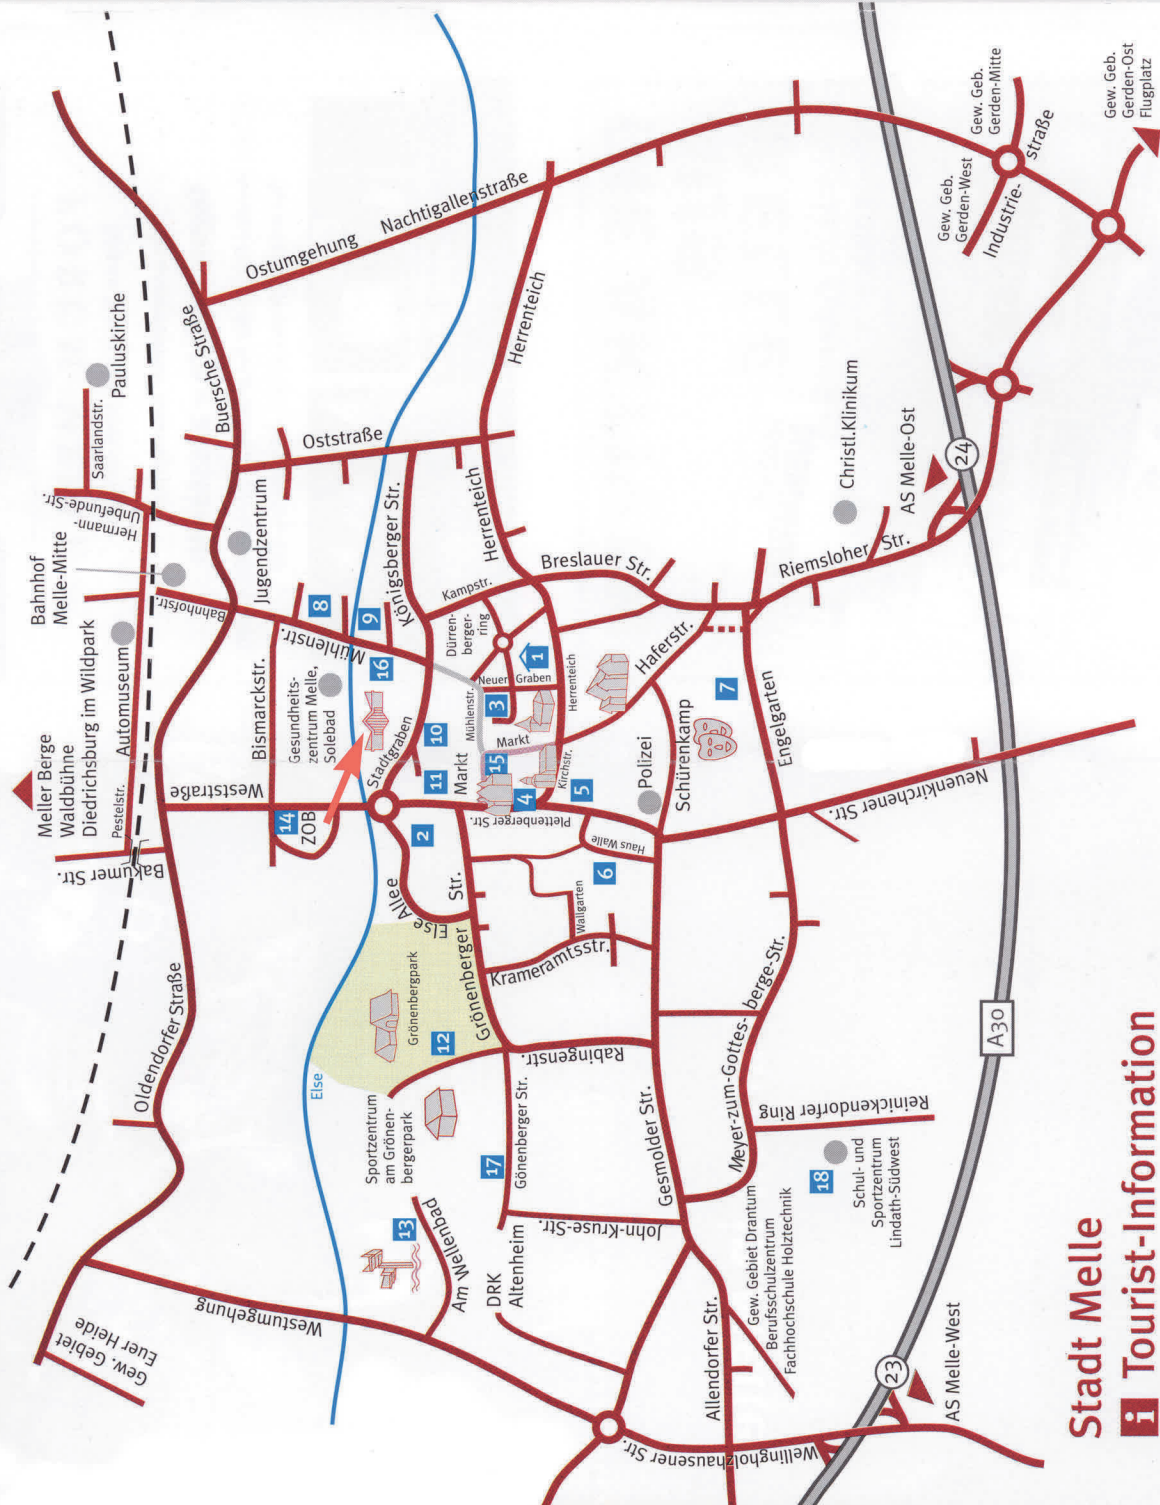 Stadt Melle
i Tourist-Information
Gew. Gebiet
Euer Heide
Westumgehung
Oldendorfer Straße
Bakumer Str.
Pestelstr.
Meller Berge
Waldbühne
Diedrichsburg im Wildpark
Automuseum
Bahnhof
Melle-Mitte
Hermann-
Unbefunde-Str.
Saarlandstr.
Pauluskirche
Bahnhofstr.
Buersche Straße
Jugendzentrum
Weststraße
Bismarckstr.
14
ZOB
Gesundheits-
zentrum Melle,
Solebad
Mühlenstr.
8
9
16
Oststraße
Ostumgehung
Nachtigallenstraße
Else
Königsberger Str.
Stadtgraben
10
11
2
Else Allee
Grönenbergpark
12
Grönenberger
Str.
Sportzentrum
am Grönen-
bergerpark
13
Am Wellenbad
DRK
Altenheim
17
Gönenberger Str.
Rabingenstr.
John-Kruse-Str.
Krameramtsstr.
Wallgarten
6
Haus Walle
Plettenberger Str.
Markt
15
4
5
Kirchstr.
Markt
Mühlenstr.
3
Neuer
Graben
1
Dürren-
berger-
ring
Kampstr.
Herrenteich
Herrenteich
Herrenteich
Breslauer Str.
Haferstr.
Polizei
Schürenkamp
7
Engelgarten
Neuenkirchener Str.
Riemsloher Str.
Christl.Klinikum
AS Melle-Ost
24
Gesmolder Str.
Meyer-zum-Gottes-berge-Str.
Reinickendorfer Ring
18
Schul- und
Sportzentrum
Lindath-Südwest
Gew. Gebiet Drantum
Berufsschulzentrum
Fachhochschule Holztechnik
Allendorfer Str.
Wellingholzhausener Str.
23
AS Melle-West
A30
Gew. Geb.
Gerden-West
Industrie-
straße
Gew. Geb.
Gerden-Mitte
Gew. Geb.
Gerden-Ost
Flugplatz